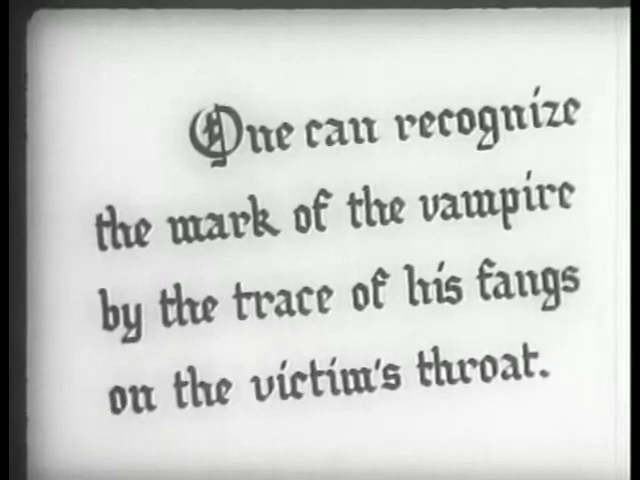 One can recognize
the mark of the vampire
by the trace of his fangs
on the victim's throat.